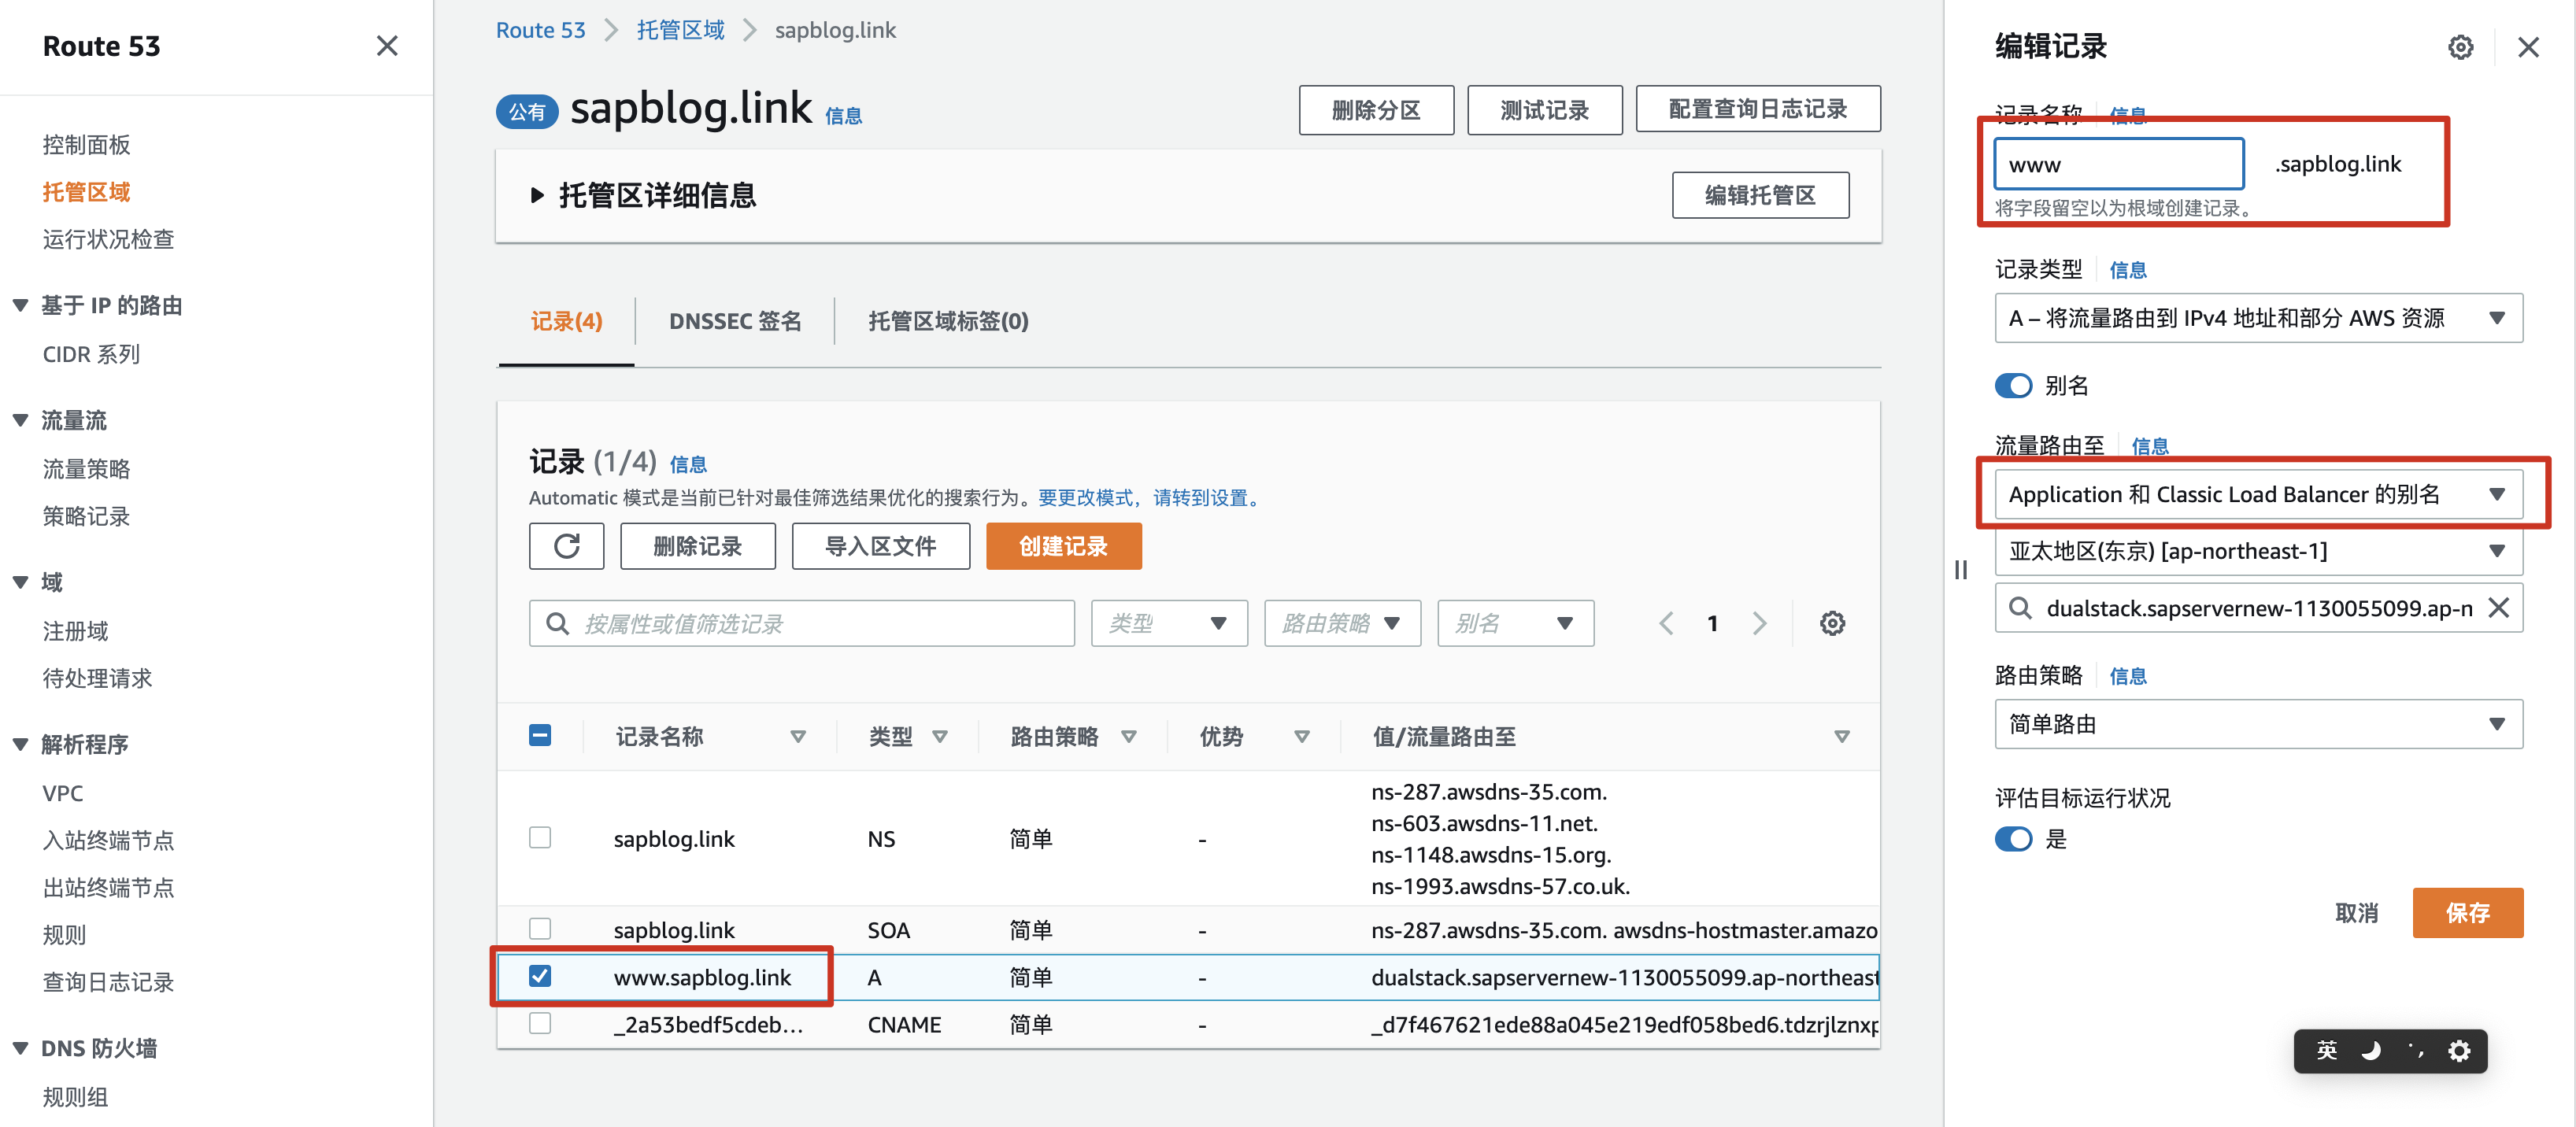 Route 53
控制面板
托管区域
运行状况检查
基于 IP 的路由
CIDR 系列
流量流
流量策略
策略记录
域
注册域
待处理请求
解析程序
VPC
入站终端节点
出站终端节点
规则
查询日志记录
DNS 防火墙
规则组
Route 53 托管区域 sapblog.link
公有 sapblog.link 信息
删除分区 测试记录 配置查询日志记录
托管区详细信息 编辑托管区
记录(4) DNSSEC 签名 托管区域标签(0)
记录 (1/4) 信息
Automatic 模式是当前已针对最佳筛选结果优化的搜索行为。要更改模式，请转到设置。
删除记录 导入区文件 创建记录
按属性或值筛选记录 类型 路由策略 别名 1
记录名称 类型 路由策略 优势 值/流量路由至
ns-287.awsdns-35.com.
ns-603.awsdns-11.net.
sapblog.link NS 简单 -
ns-1148.awsdns-15.org.
ns-1993.awsdns-57.co.uk.
sapblog.link SOA 简单 - ns-287.awsdns-35.com. awsdns-hostmaster.amazo
www.sapblog.link A 简单 - dualstack.sapservernew-1130055099.ap-northeast
_2a53bedf5cdeb... CNAME 简单 - _d7f467621ede88a045e219edf058bed6.tdzrjlznxp
编辑记录
记录名称 信息
www .sapblog.link
将字段留空以为根域创建记录。
记录类型 信息
A – 将流量路由到 IPv4 地址和部分 AWS 资源
别名
流量路由至 信息
Application 和 Classic Load Balancer 的别名
亚太地区(东京) [ap-northeast-1]
dualstack.sapservernew-1130055099.ap-n
路由策略 信息
简单路由
评估目标运行状况
是
取消 保存
英